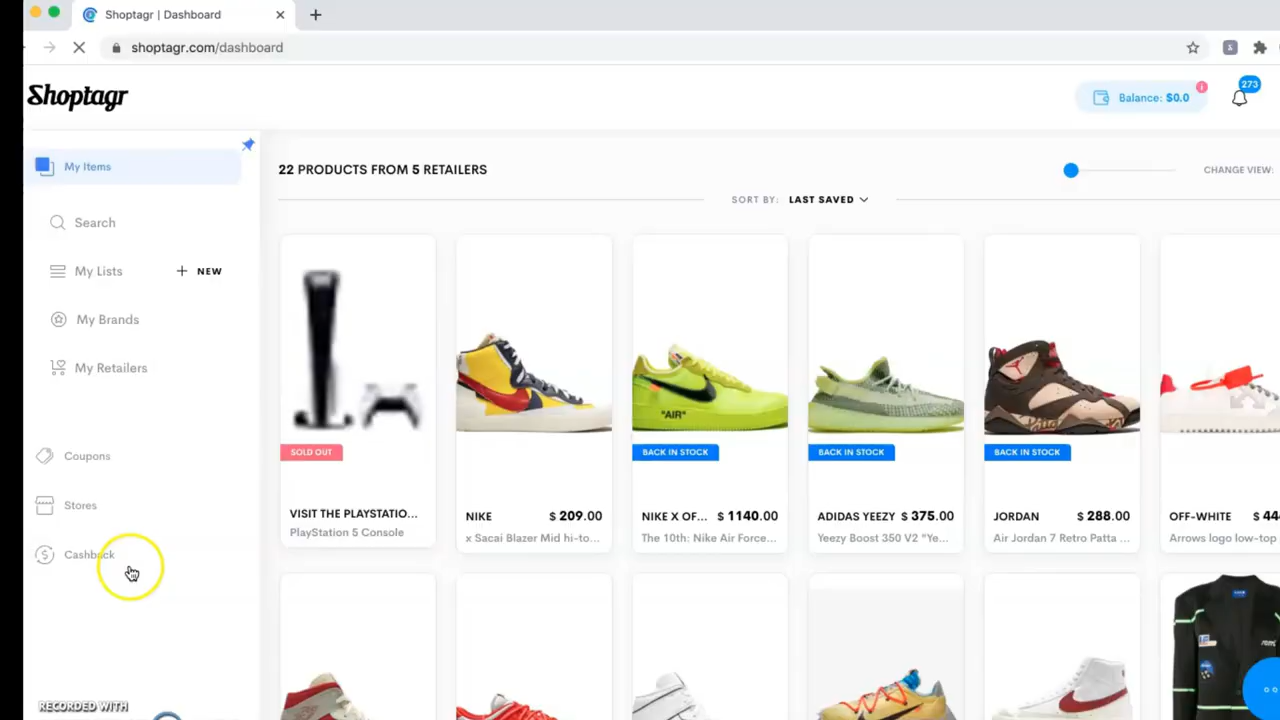 Shoptagr | Dashboard
shoptagr.com/dashboard
Shoptagr
Balance: $0.0
273
My Items
22 PRODUCTS FROM 5 RETAILERS
CHANGE VIEW:
SORT BY: LAST SAVED
Search
My Lists + NEW
My Brands
My Retailers
Coupons
Stores
Cashback
"AIR"
SOLD OUT
BACK IN STOCK
BACK IN STOCK
BACK IN STOCK
VISIT THE PLAYSTATIO...
PlayStation 5 Console
NIKE $ 209.00
x Sacai Blazer Mid hi-to...
NIKE X OF... $ 1140.00
The 10th: Nike Air Force...
ADIDAS YEEZY $ 375.00
Yeezy Boost 350 V2 "Ye...
JORDAN $ 288.00
Air Jordan 7 Retro Patta ...
OFF-WHITE $ 44
Arrows logo low-top
RECORDED WITH